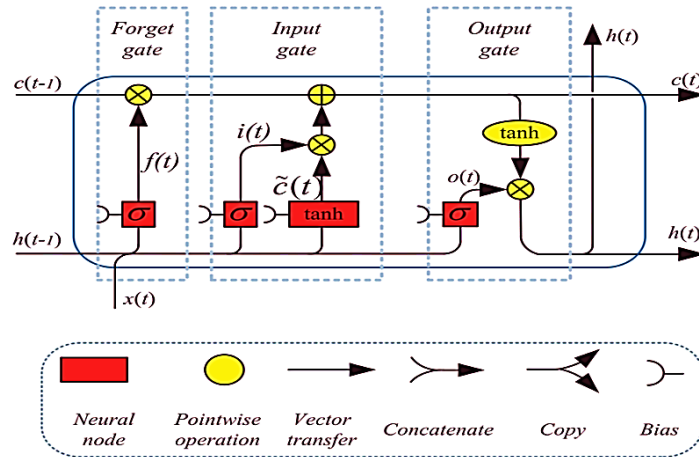 Forget gate
Input gate
Output gate
h(t)
c(t-1)
c(t)
tanh
i(t)
f(t)
c̃(t)
o(t)
σ
σ
tanh
σ
h(t-1)
h(t)
x(t)
Neural node
Pointwise operation
Vector transfer
Concatenate
Copy
Bias